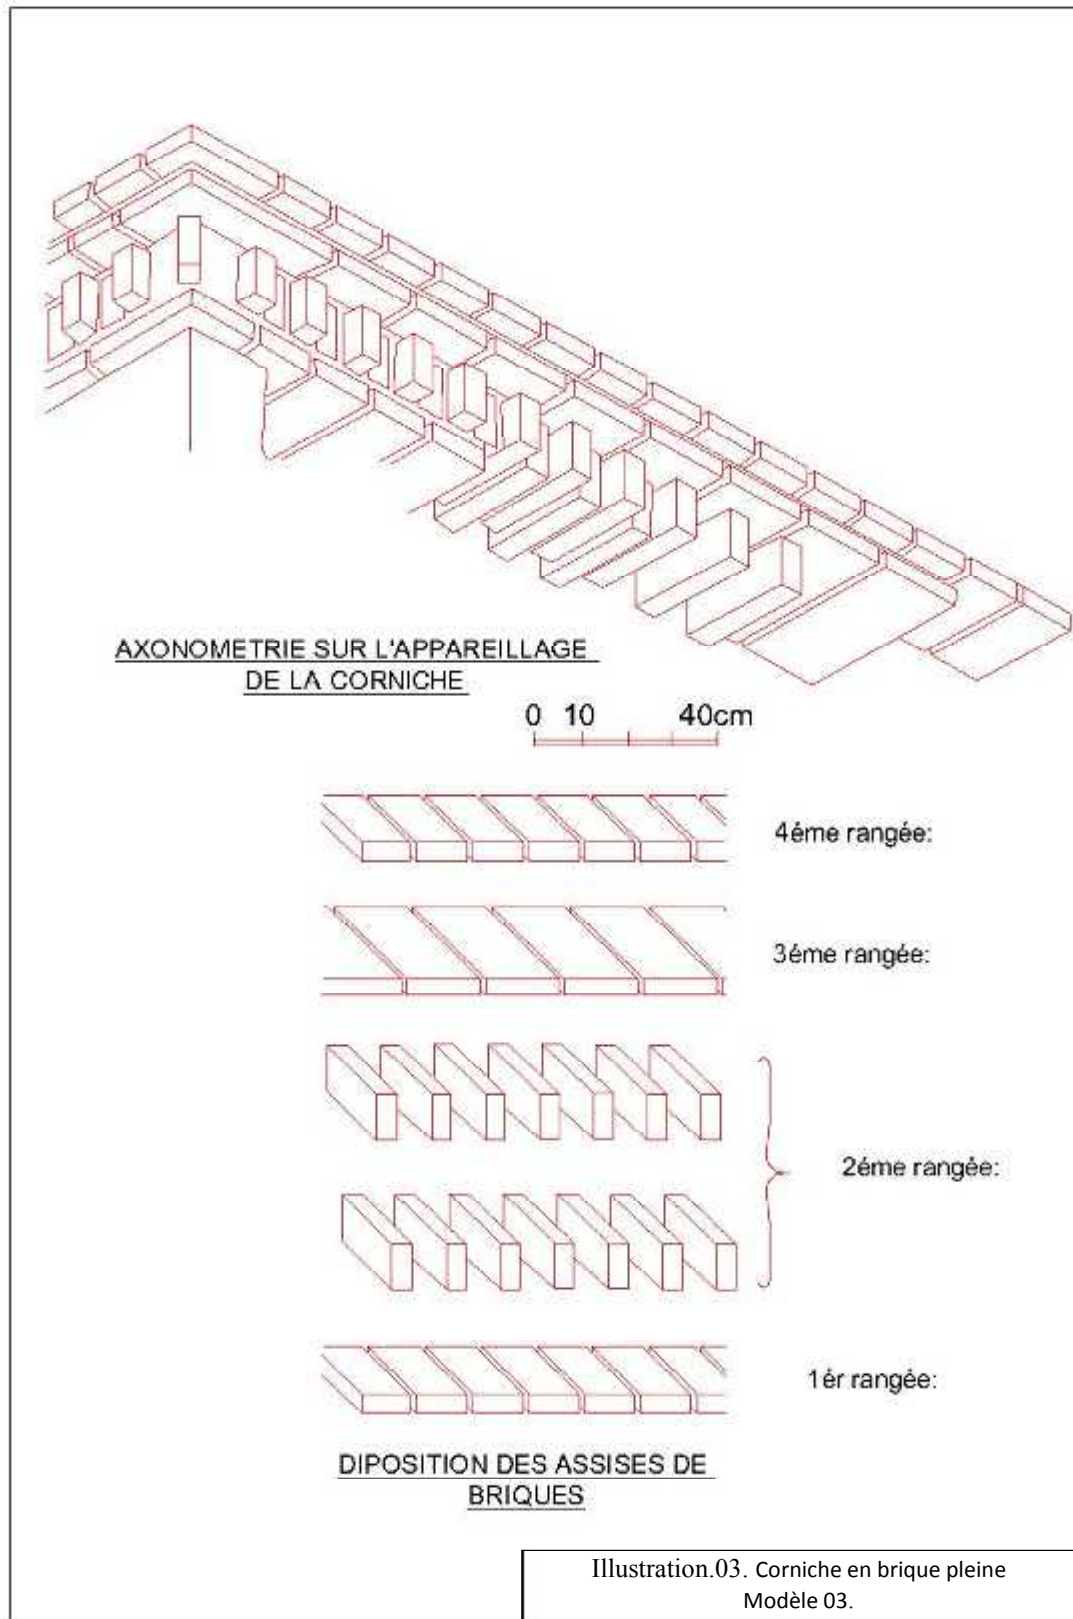 AXONOMETRIE SUR L'APPAREILLAGE
DE LA CORNICHE
0 10 40cm
4éme rangée:
3éme rangée:
2éme rangée:
1ér rangée:
DIPOSITION DES ASSISES DE
BRIQUES
Illustration.03. Corniche en brique pleine
Modèle 03.